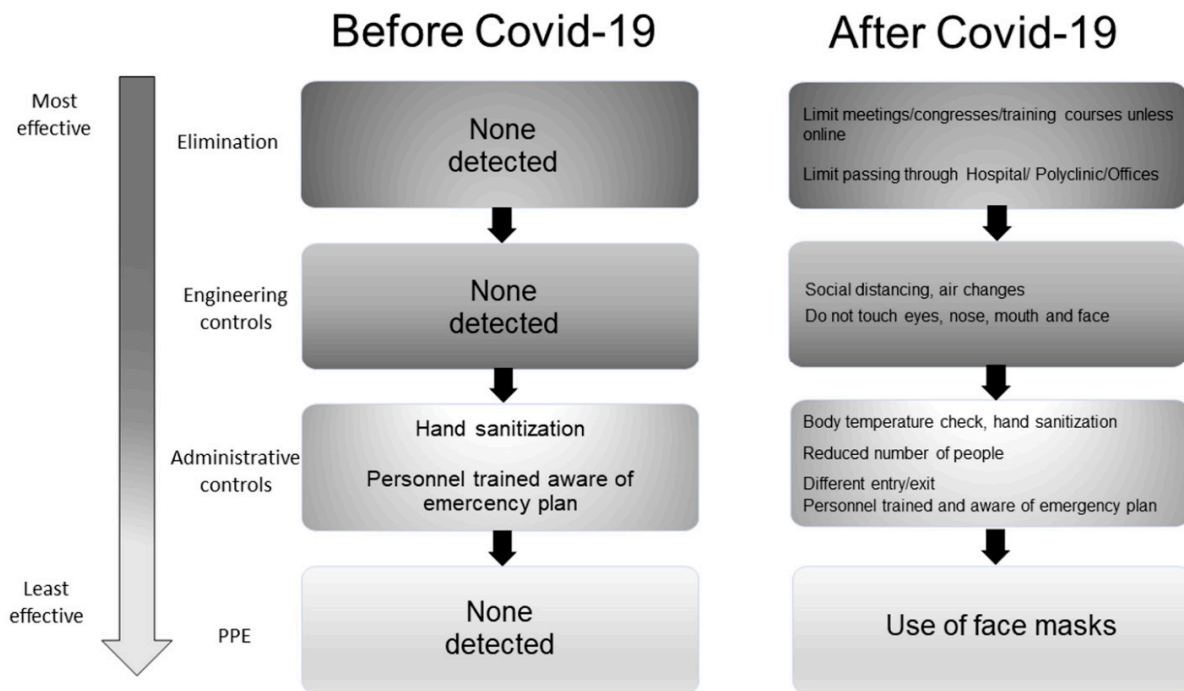 Before Covid-19
After Covid-19
Most
effective
Elimination
None
detected
Limit meetings/congresses/training courses unless
online
Limit passing through Hospital/ Polyclinic/Offices
Engineering
controls
None
detected
Social distancing, air changes
Do not touch eyes, nose, mouth and face
Administrative
controls
Hand sanitization
Personnel trained aware of
emercency plan
Body temperature check, hand sanitization
Reduced number of people
Different entry/exit
Personnel trained and aware of emergency plan
Least
effective
PPE
None
detected
Use of face masks